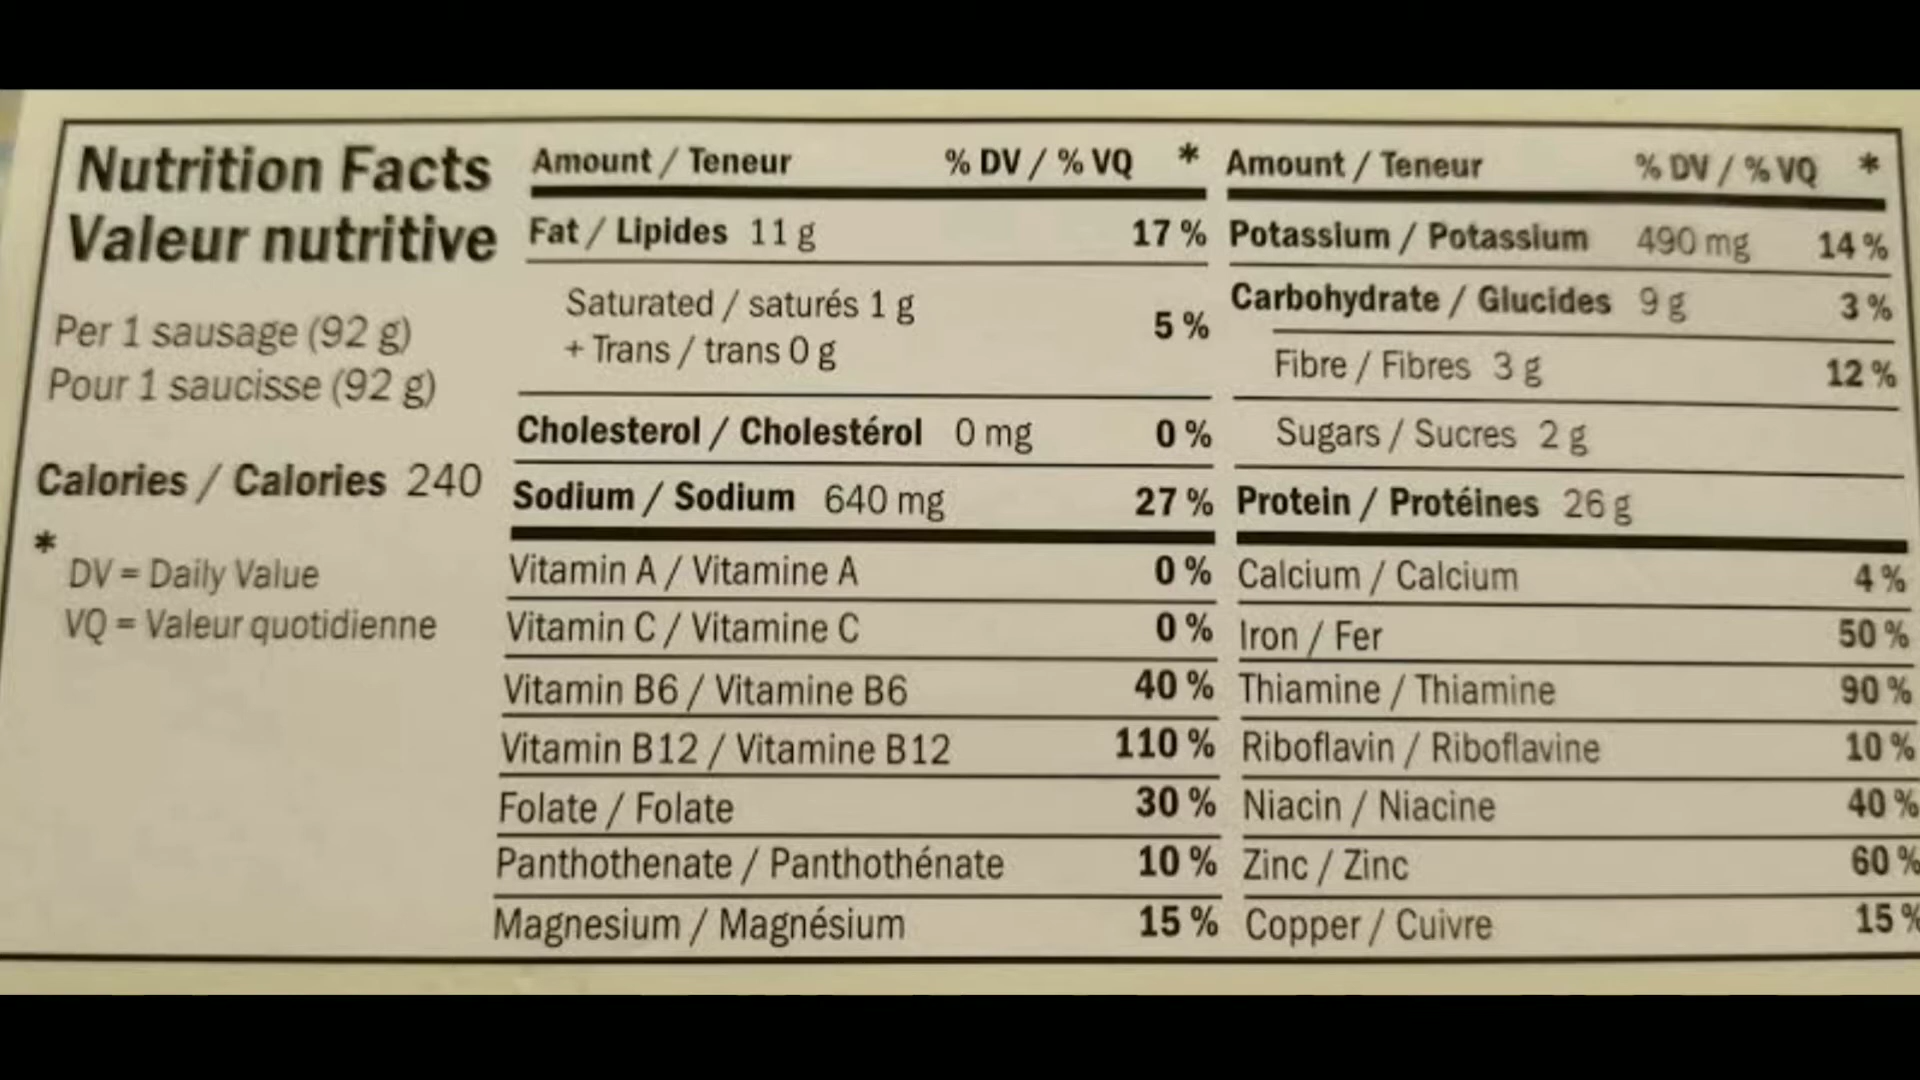 Nutrition Facts
Valeur nutritive
Per 1 sausage (92 g)
Pour 1 saucisse (92 g)
Calories / Calories 240
*
DV = Daily Value
VQ = Valeur quotidienne
Amount / Teneur % DV / % VQ *
Fat / Lipides 11 g 17 %
Saturated / saturés 1 g
+ Trans / trans 0 g 5 %
Cholesterol / Cholestérol 0 mg 0 %
Sodium / Sodium 640 mg 27 %
Vitamin A / Vitamine A 0 %
Vitamin C / Vitamine C 0 %
Vitamin B6 / Vitamine B6 40 %
Vitamin B12 / Vitamine B12 110 %
Folate / Folate 30 %
Panthothenate / Panthothénate 10 %
Magnesium / Magnésium 15 %
Amount / Teneur % DV / % VQ *
Potassium / Potassium 490 mg 14 %
Carbohydrate / Glucides 9 g 3 %
Fibre / Fibres 3 g 12 %
Sugars / Sucres 2 g
Protein / Protéines 26 g
Calcium / Calcium 4 %
Iron / Fer 50 %
Thiamine / Thiamine 90 %
Riboflavin / Riboflavine 10 %
Niacin / Niacine 40 %
Zinc / Zinc 60 %
Copper / Cuivre 15 %